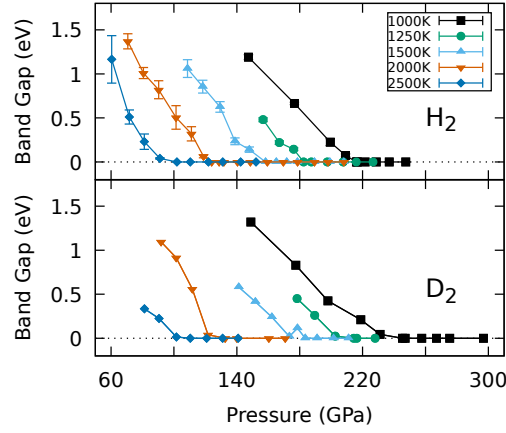 1000K
1250K
1500K
2000K
2500K
Band Gap (eV)
1.5
1
0.5
0
H2
Band Gap (eV)
1.5
1
0.5
0
D2
60
140
220
300
Pressure (GPa)